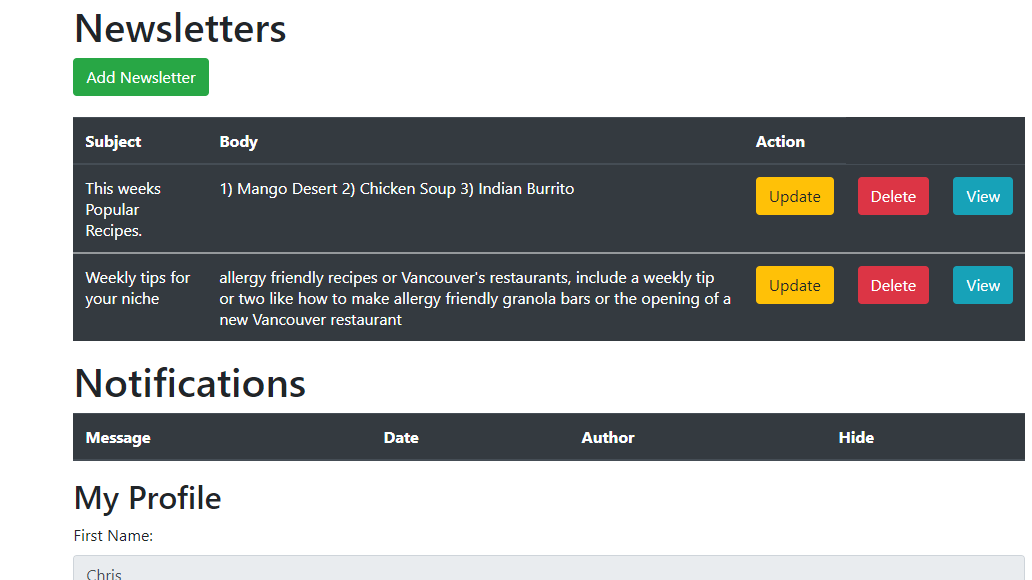 Newsletters
Add Newsletter
Subject Body Action
This weeks 1) Mango Desert 2) Chicken Soup 3) Indian Burrito Update Delete View
Popular
Recipes.
Weekly tips for allergy friendly recipes or Vancouver's restaurants, include a weekly tip Update Delete View
your niche or two like how to make allergy friendly granola bars or the opening of a
new Vancouver restaurant
Notifications
Message Date Author Hide
My Profile
First Name:
Chris